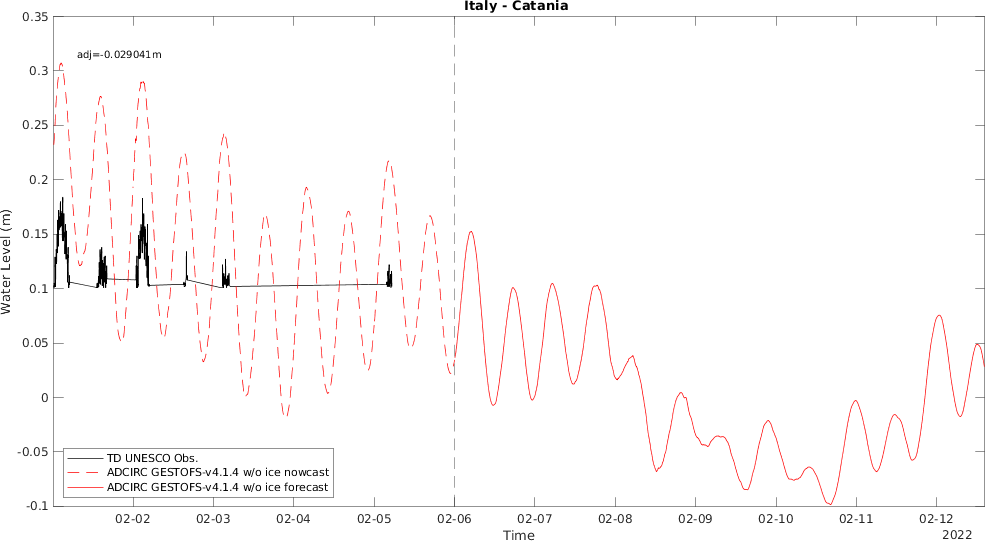 Italy - Catania
0.35
adj=-0.029041m
0.3
0.25
0.2
0.15
0.1
0.05
0
-0.05
-0.1
Water Level (m)
TD UNESCO Obs.
ADCIRC GESTOFS-v4.1.4 w/o ice nowcast
ADCIRC GESTOFS-v4.1.4 w/o ice forecast
02-02 02-03 02-04 02-05 02-06 02-07 02-08 02-09 02-10 02-11 02-12
Time
2022